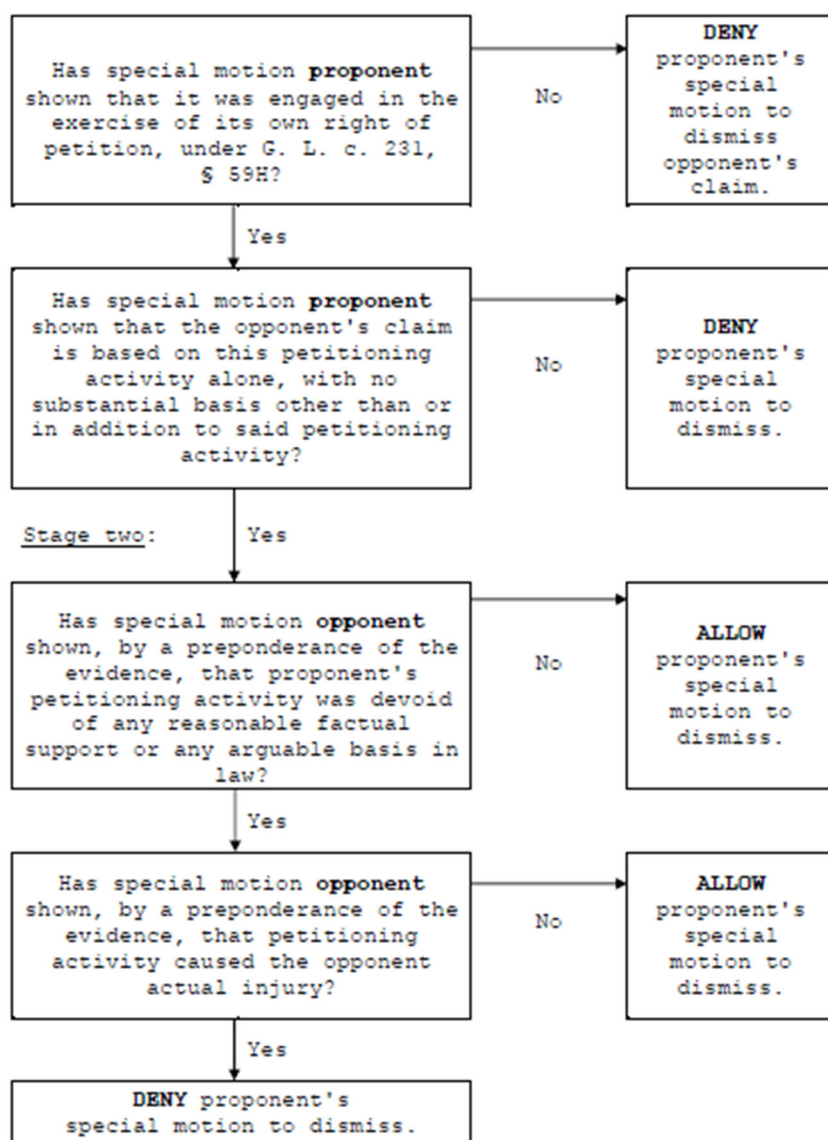 Has special motion proponent
shown that it was engaged in the
exercise of its own right of
petition, under G. L. c. 231,
§ 59H?
No
DENY
proponent's
special
motion to
dismiss
opponent's
claim.
Yes
Has special motion proponent
shown that the opponent's claim
is based on this petitioning
activity alone, with no
substantial basis other than or
in addition to said petitioning
activity?
No
DENY
proponent's
special
motion to
dismiss.
Stage two:
Yes
Has special motion opponent
shown, by a preponderance of the
evidence, that proponent's
petitioning activity was devoid
of any reasonable factual
support or any arguable basis in
law?
No
ALLOW
proponent's
special
motion to
dismiss.
Yes
Has special motion opponent
shown, by a preponderance of the
evidence, that petitioning
activity caused the opponent
actual injury?
No
ALLOW
proponent's
special
motion to
dismiss.
Yes
DENY proponent's
special motion to dismiss.